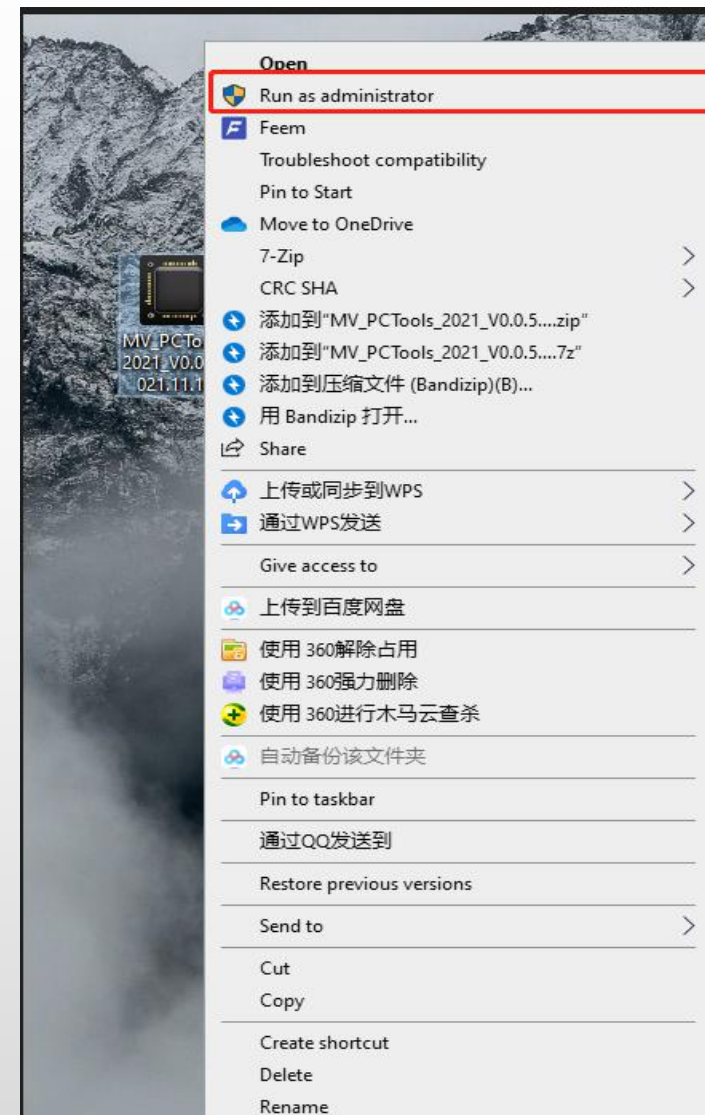 Open
Run as administrator
Feem
Troubleshoot compatibility
Pin to Start
Move to OneDrive
7-Zip
CRC SHA
添加到“MV_PCTools_2021_V0.0.5....zip”
添加到“MV_PCTools_2021_V0.0.5....7z”
添加到压缩文件 (Bandizip)(B)...
用 Bandizip 打开...
Share
上传或同步到WPS
通过WPS发送
Give access to
上传到百度网盘
使用 360解除占用
使用 360强力删除
使用 360进行木马云查杀
自动备份该文件夹
Pin to taskbar
通过QQ发送到
Restore previous versions
Send to
Cut
Copy
Create shortcut
Delete
Rename
MV_PCTo
2021_V0.0
021.11.1